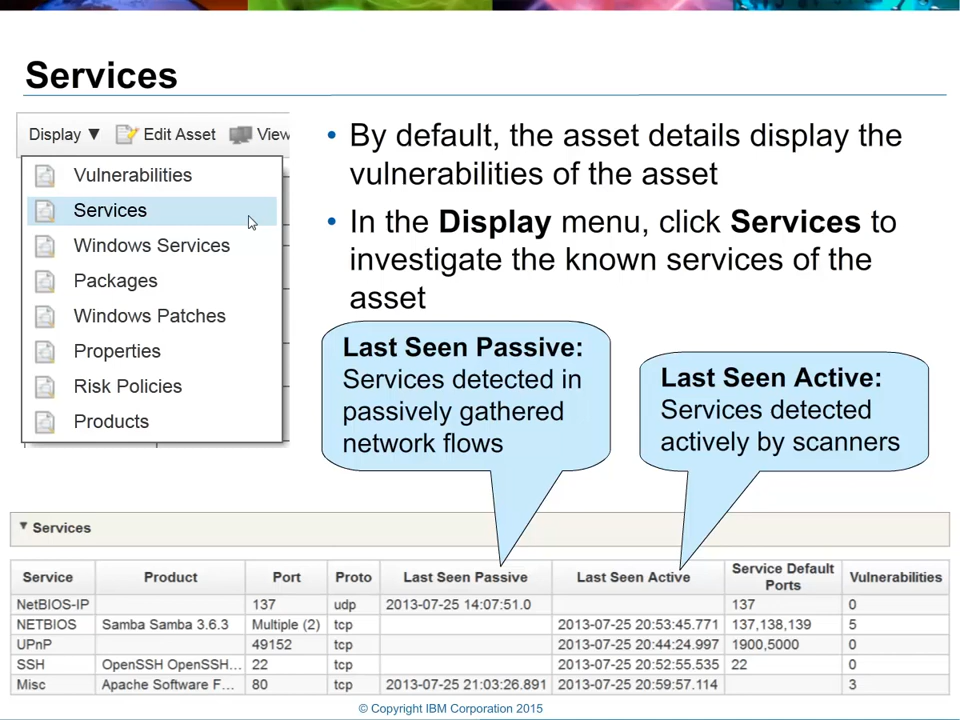 Services
Display ▼ Edit Asset View
Vulnerabilities
Services
Windows Services
Packages
Windows Patches
Properties
Risk Policies
Products
• By default, the asset details display the
vulnerabilities of the asset
• In the Display menu, click Services to
investigate the known services of the
asset
Last Seen Passive:
Services detected in
passively gathered
network flows
Last Seen Active:
Services detected
actively by scanners
▼ Services
Service Product Port Proto Last Seen Passive Last Seen Active Service Default Ports Vulnerabilities
NetBIOS-IP 137 udp 2013-07-25 14:07:51.0 137 0
NETBIOS Samba Samba 3.6.3 Multiple (2) tcp 2013-07-25 20:53:45.771 137,138,139 5
UPnP 49152 tcp 2013-07-25 20:44:24.997 1900,5000 0
SSH OpenSSH OpenSSH... 22 tcp 2013-07-25 20:52:55.535 22 0
Misc Apache Software F... 80 tcp 2013-07-25 21:03:26.891 2013-07-25 20:59:57.114 3
© Copyright IBM Corporation 2015